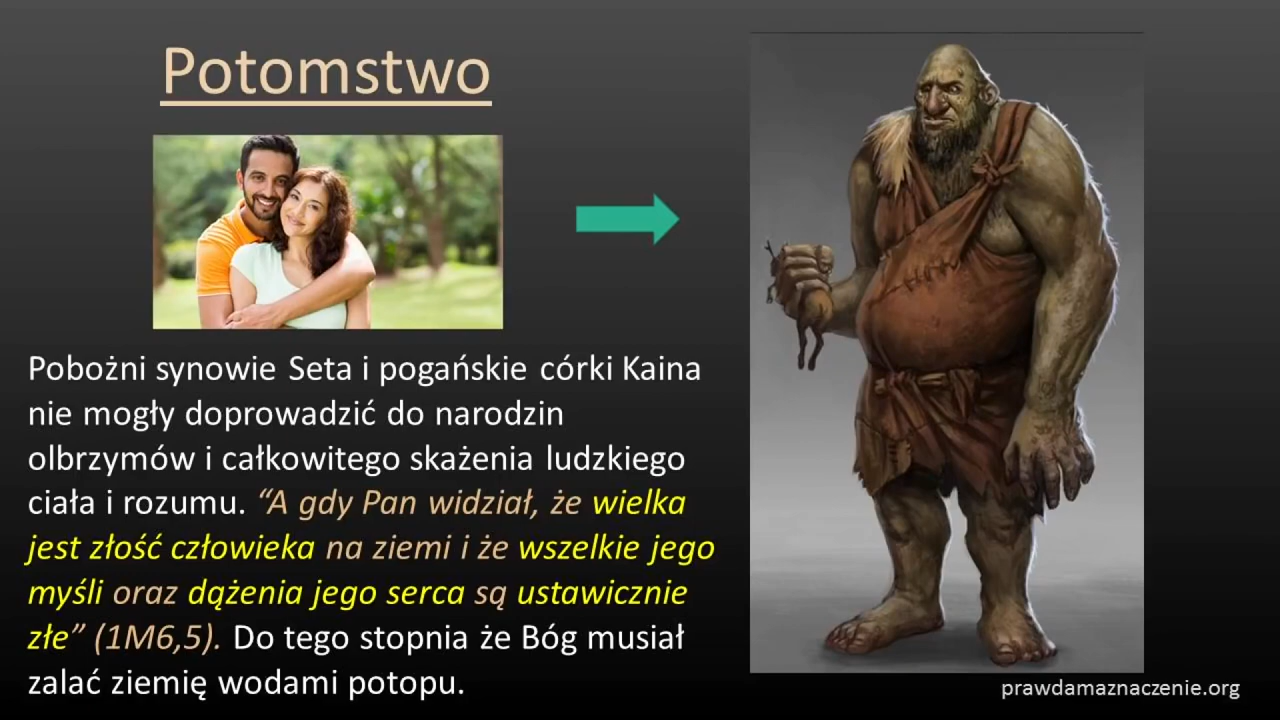 Potomstwo
Pobożni synowie Seta i pogańskie córki Kaina
nie mogły doprowadzić do narodzin
olbrzymów i całkowitego skażenia ludzkiego
ciała i rozumu. “A gdy Pan widział, że wielka
jest złość człowieka na ziemi i że wszelkie jego
myśli oraz dążenia jego serca są ustawicznie
złe” (1M6,5). Do tego stopnia że Bóg musiał
zalać ziemię wodami potopu.
prawdamaznaczenie.org